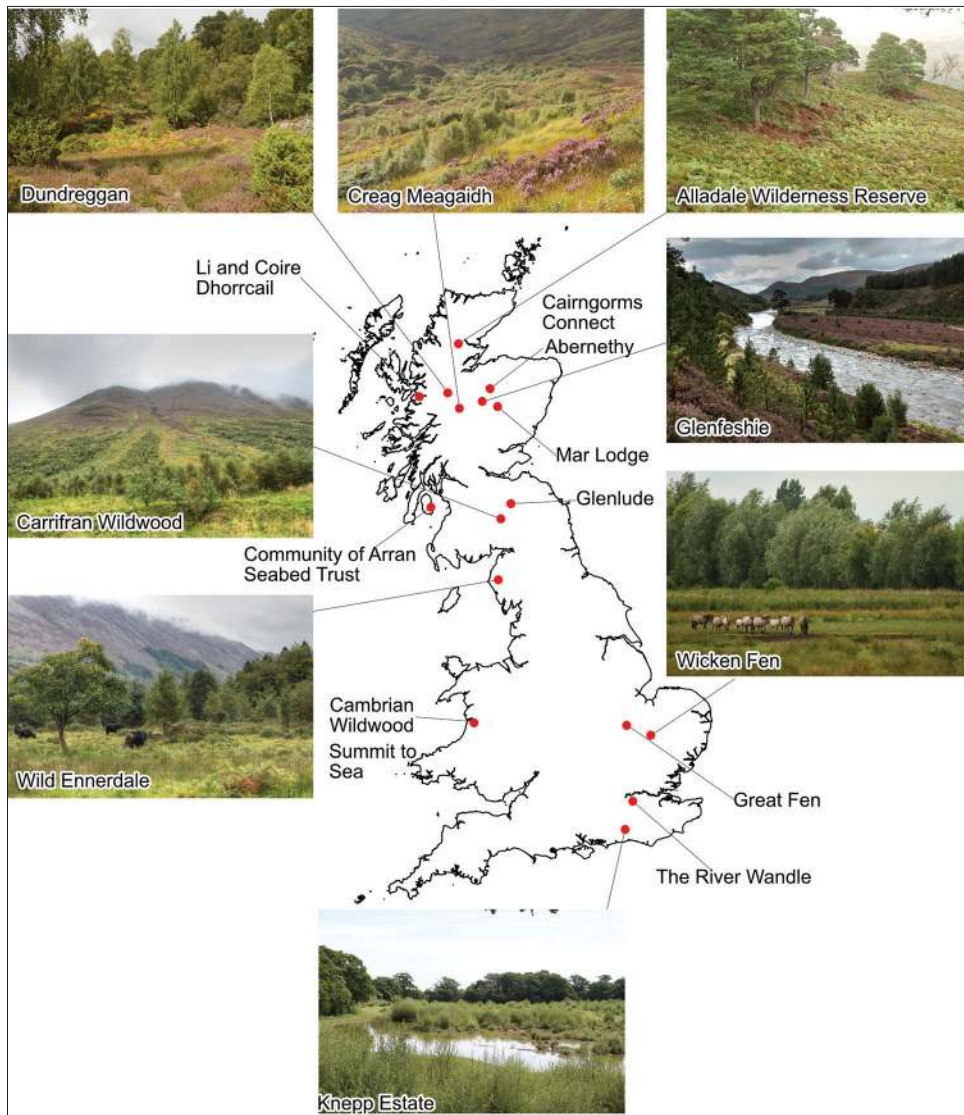 Dundreggan
Creag Meagaidh
Alladale Wilderness Reserve
Li and Coire
Dhorrcail
Cairngorms
Connect
Abernethy
Glenfeshie
Carrifran Wildwood
Mar Lodge
Glenlude
Community of Arran
Seabed Trust
Wicken Fen
Wild Ennerdale
Cambrian
Wildwood
Summit to
Sea
Great Fen
The River Wandle
Knepp Estate